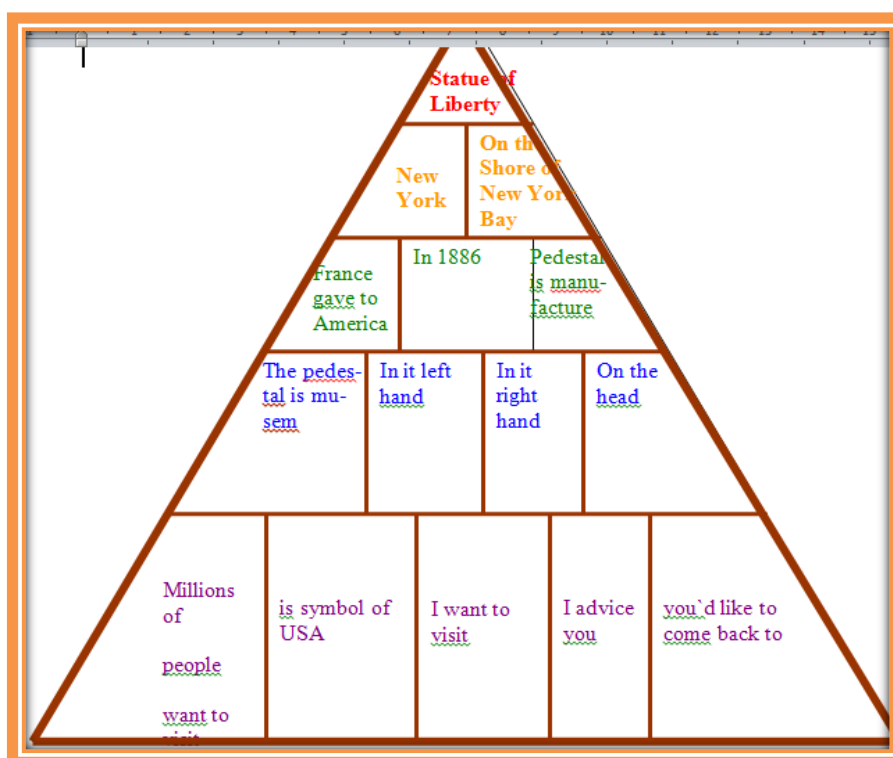 Statue of
Liberty
New
York
On the
Shore of
New York
Bay
France
gave to
America
In 1886
Pedestal
is manu-
facture
The pedes-
tal is mu-
sem
In it left
hand
In it
right
hand
On the
head
Millions
of
people
want to
visit
is symbol of
USA
I want to
visit
I advice
you
you`d like to
come back to